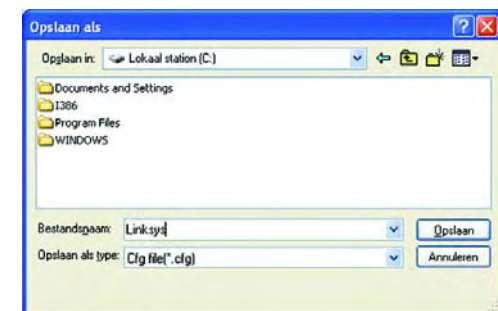 Opslaan als
Opslaan in: Lokaal station (C:)
Documents and Settings
I386
Program Files
WINDOWS
Bestandsnaam: Linksys
Opslaan
Opslaan als type: Cfg file(*.cfg)
Annuleren